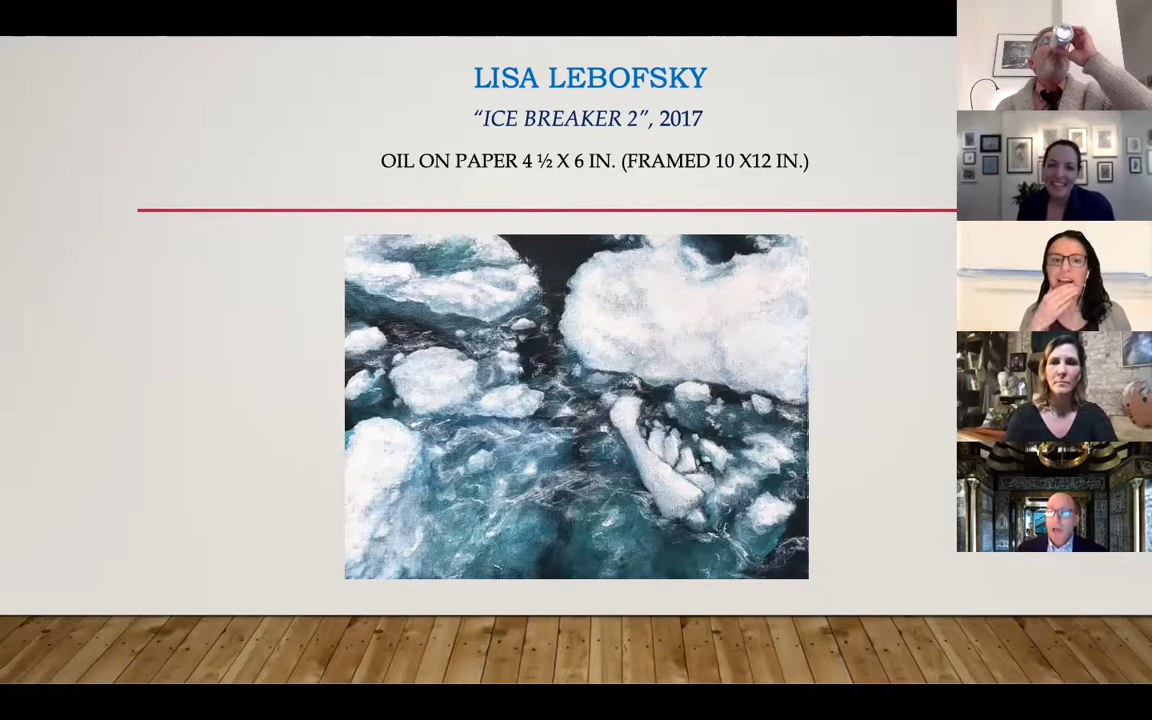 LISA LEBOFSKY
“ICE BREAKER 2”, 2017
OIL ON PAPER 4 ½ X 6 IN. (FRAMED 10 X12 IN.)